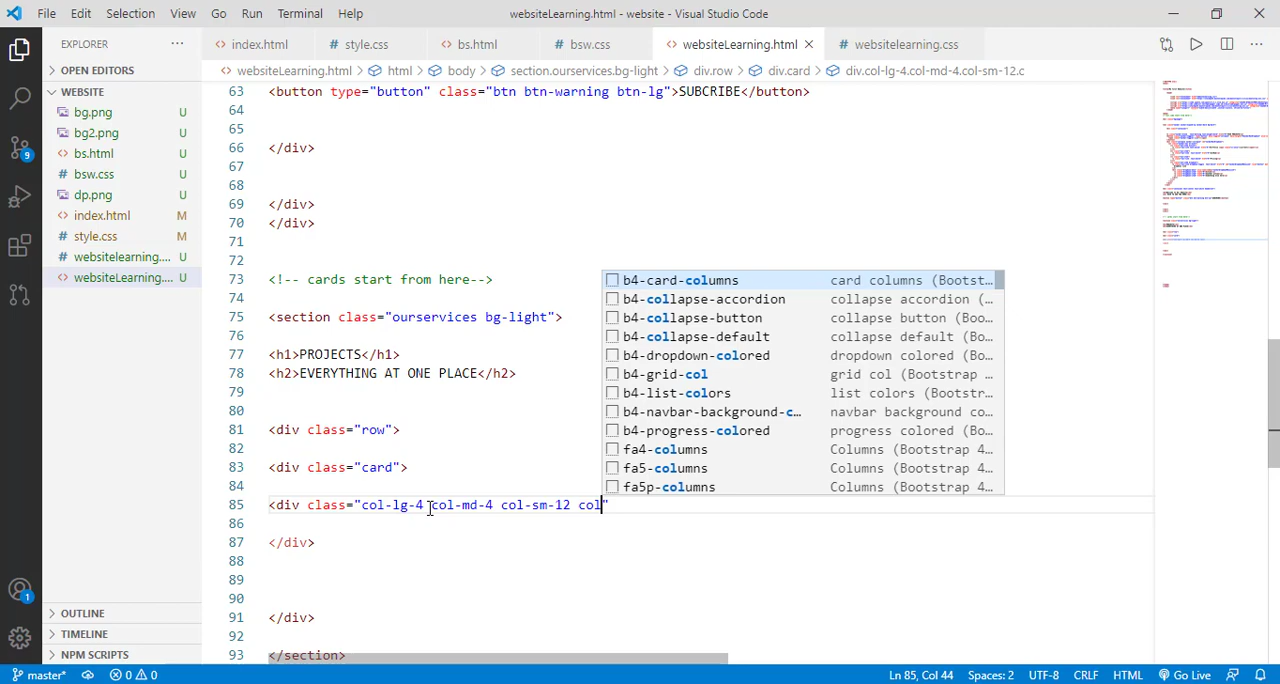 File Edit Selection View Go Run Terminal Help websiteLearning.html - website - Visual Studio Code
EXPLORER ··· index.html style.css bs.html bsw.css websiteLearning.html websitelearning.css ···
OPEN EDITORS
websiteLearning.html > html > body > section.ourservices.bg-light > div.row > div.card > div.col-lg-4.col-md-4.col-sm-12.c
WEBSITE
bg.png U
bg2.png U
bs.html U
bsw.css U
dp.png U
index.html M
style.css M
websitelearning.... U
websiteLearning.... U
63 <button type="button" class="btn btn-warning btn-lg">SUBCRIBE</button>
64
65
66 </div>
67
68
69 </div>
70 </div>
71
72
73 <!-- cards start from here-->
74
75 <section class="ourservices bg-light">
76
77 <h1>PROJECTS</h1>
78 <h2>EVERYTHING AT ONE PLACE</h2>
79
80
81 <div class="row">
82
83 <div class="card">
84
85 <div class="col-lg-4 col-md-4 col-sm-12 col"
86
87 </div>
88
89
90
91 </div>
92
93 </section>
b4-card-columns card columns (Bootst...
b4-collapse-accordion collapse accordion (...
b4-collapse-button collapse button (Boo...
b4-collapse-default collapse default (Bo...
b4-dropdown-colored dropdown colored (Bo...
b4-grid-col grid col (Bootstrap ...
b4-list-colors list colors (Bootstr...
b4-navbar-background-c... navbar background co...
b4-progress-colored progress colored (Bo...
fa4-columns Columns (Bootstrap 4...
fa5-columns Columns (Bootstrap 4...
fa5p-columns Columns (Bootstrap 4...
9
1
OUTLINE
TIMELINE
NPM SCRIPTS
master* 0 0 Ln 85, Col 44 Spaces: 2 UTF-8 CRLF HTML Go Live